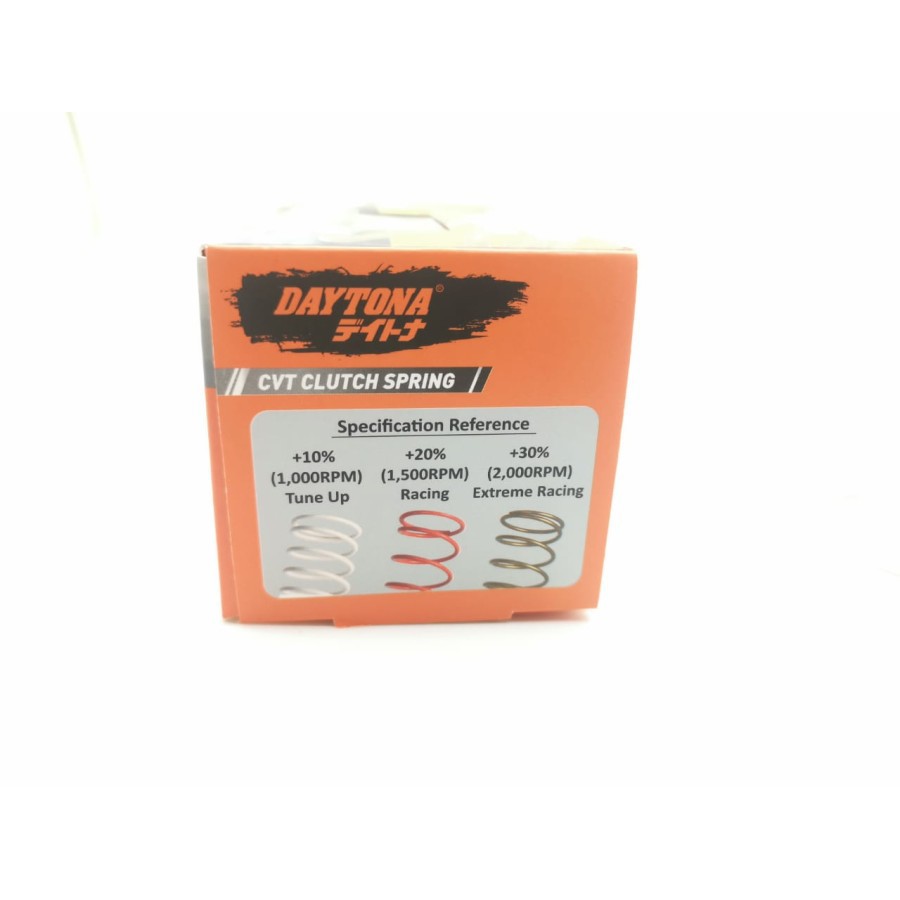 DAYTONA®
デイトナ
CVT CLUTCH SPRING
Specification Reference
+10%
(1,000RPM)
Tune Up
+20%
(1,500RPM)
Racing
+30%
(2,000RPM)
Extreme Racing